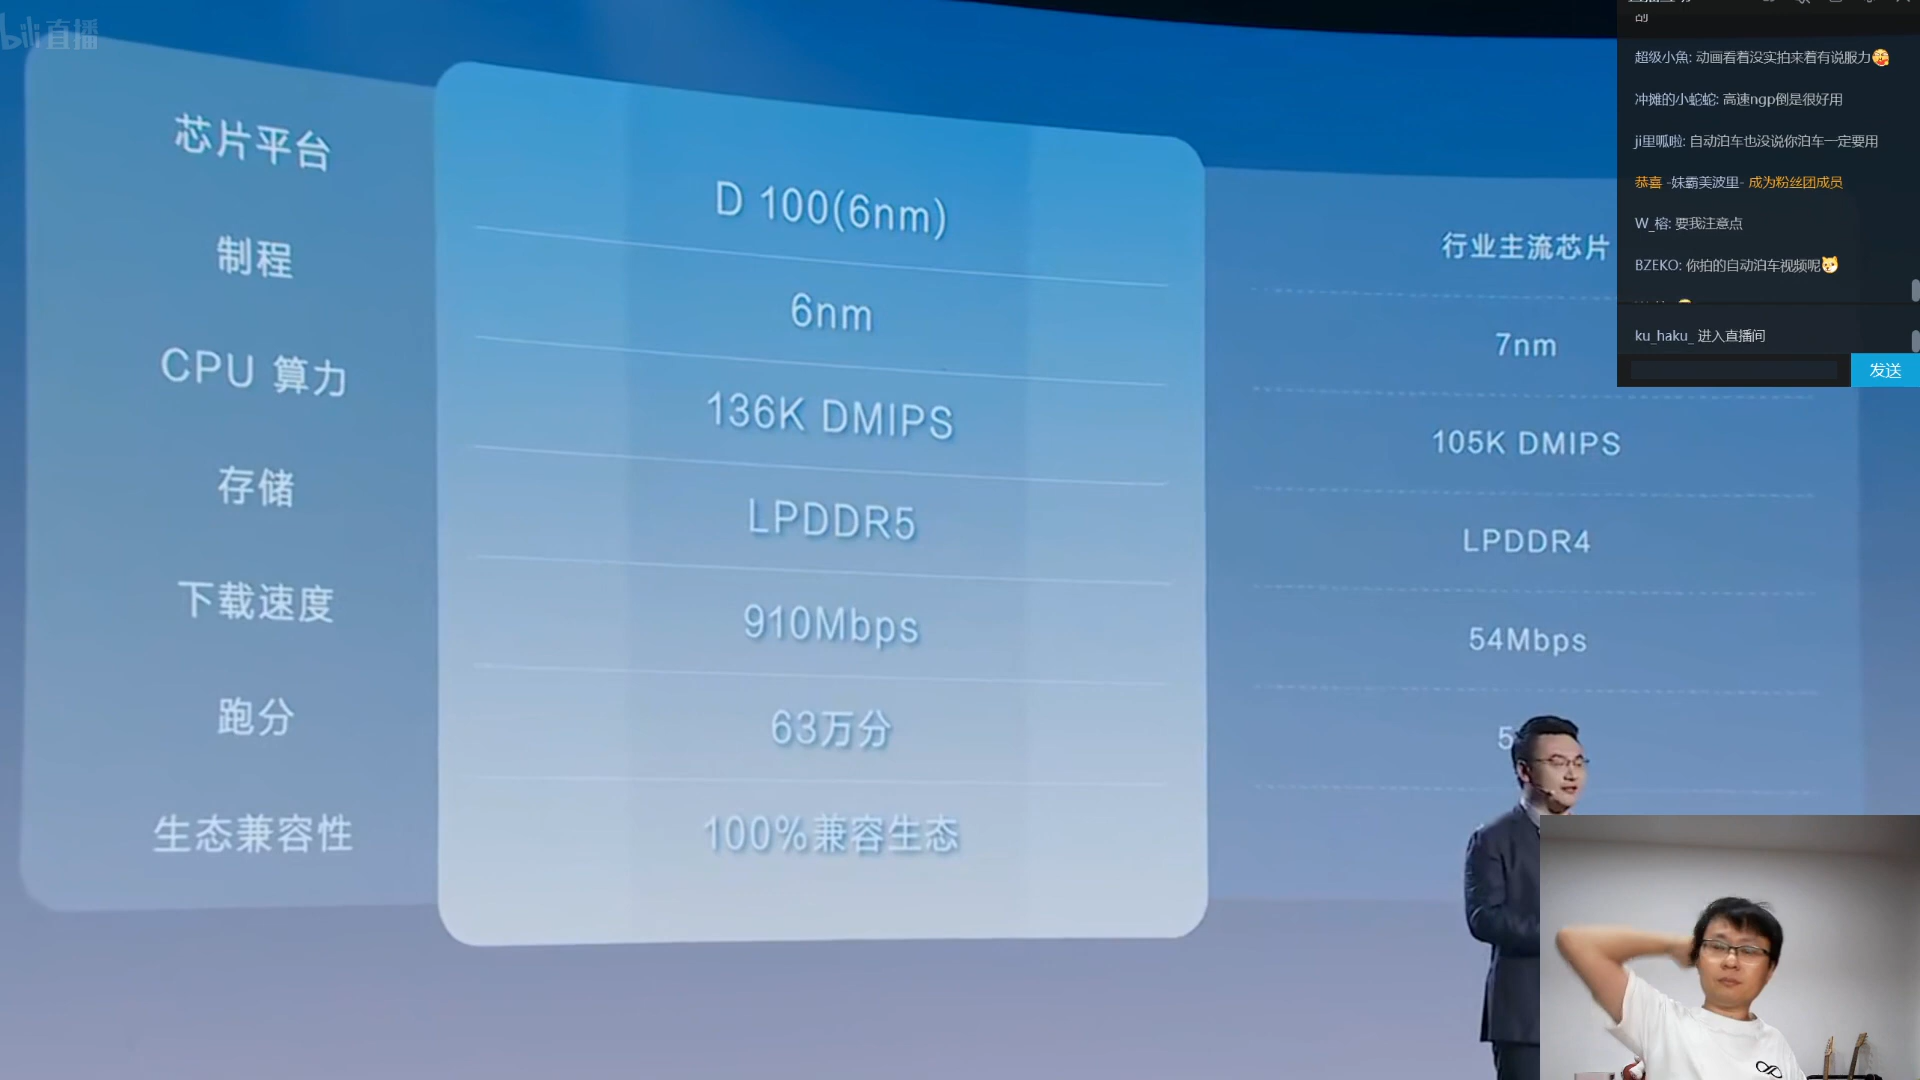 bili 直播
芯片平台
制程
CPU 算力
存储
下载速度
跑分
生态兼容性
D 100(6nm)
6nm
136K DMIPS
LPDDR5
910Mbps
63万分
100%兼容生态
行业主流芯片
7nm
105K DMIPS
LPDDR4
54Mbps
5
超级小魚: 动画看着没实拍来着有说服力
冲摊的小蛇蛇: 高速ngp倒是很好用
ji里呱啦: 自动泊车也没说你泊车一定要用
恭喜 -妹霸美波里- 成为粉丝团成员
W_榕: 要我注意点
BZEKO: 你拍的自动泊车视频呢
ku_haku_ 进入直播间
发送